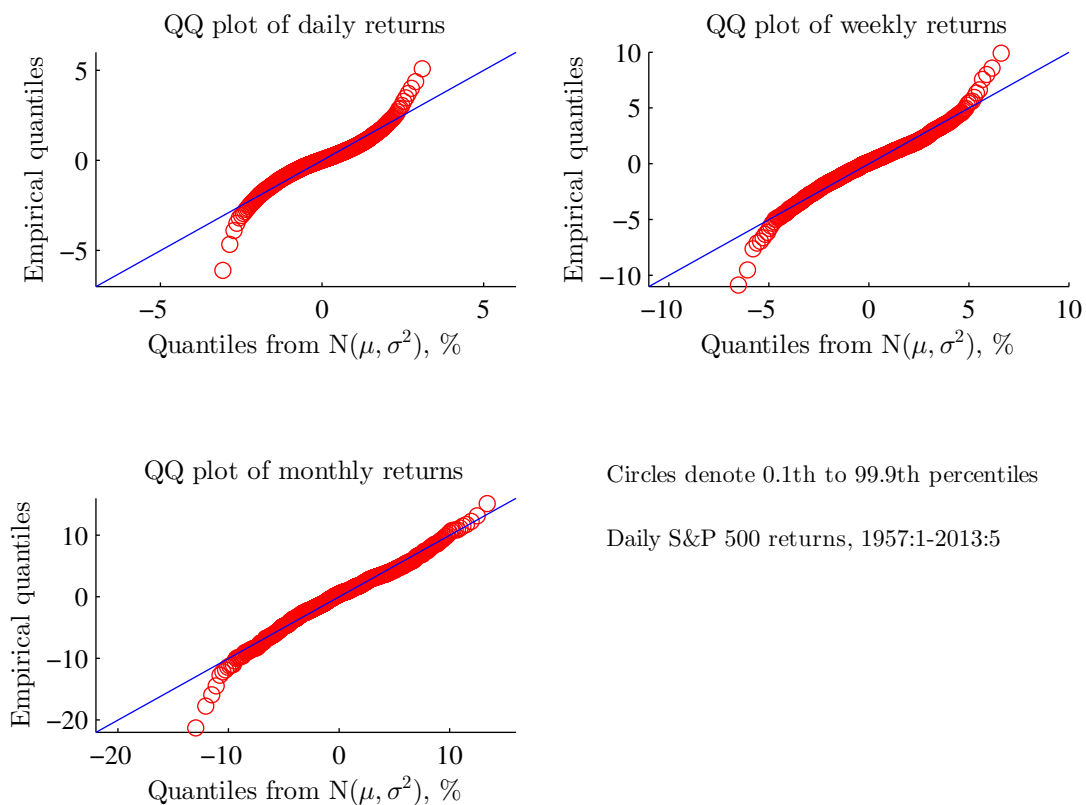 QQ plot of daily returns
Empirical quantiles
5
0
−5
−5 0 5
Quantiles from N(μ, σ²), %
QQ plot of weekly returns
Empirical quantiles
10
5
0
−5
−10
−10 −5 0 5 10
Quantiles from N(μ, σ²), %
QQ plot of monthly returns
Empirical quantiles
10
0
−10
−20
−20 −10 0 10
Quantiles from N(μ, σ²), %
Circles denote 0.1th to 99.9th percentiles
Daily S&P 500 returns, 1957:1-2013:5